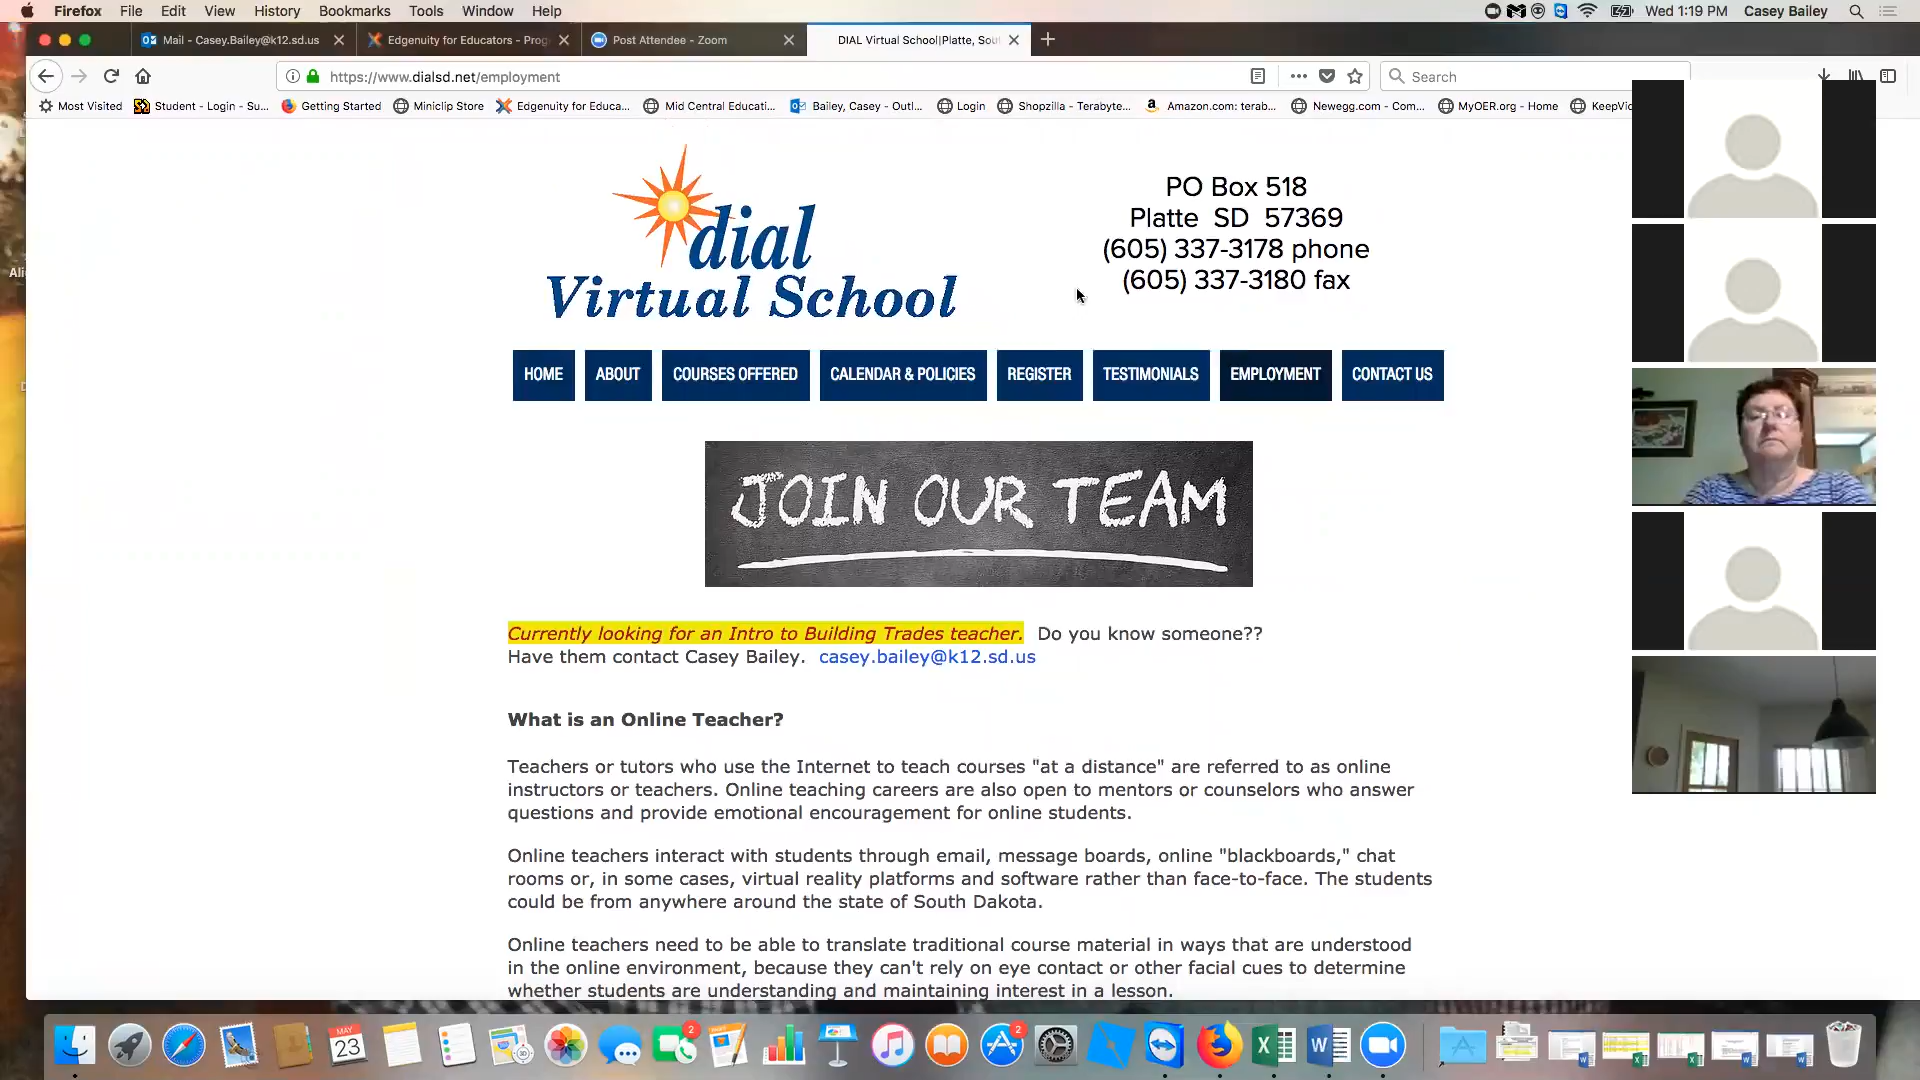 Firefox File Edit View History Bookmarks Tools Window Help Wed 1:19 PM Casey Bailey
Mail - Casey.Bailey@k12.sd.us Edgenuity for Educators - Prog Post Attendee - Zoom DIAL Virtual School|Platte, Sou
https://www.dialsd.net/employment Search
Most Visited Student - Login - Su... Getting Started Miniclip Store Edgenuity for Educa... Mid Central Educati... Bailey, Casey - Outl... Login Shopzilla - Terabyte... Amazon.com: terab... Newegg.com - Com... MyOER.org - Home KeepVid
dial
Virtual School
PO Box 518
Platte SD 57369
(605) 337-3178 phone
(605) 337-3180 fax
HOME ABOUT COURSES OFFERED CALENDAR & POLICIES REGISTER TESTIMONIALS EMPLOYMENT CONTACT US
JOIN OUR TEAM
Currently looking for an Intro to Building Trades teacher. Do you know someone??
Have them contact Casey Bailey. casey.bailey@k12.sd.us
What is an Online Teacher?
Teachers or tutors who use the Internet to teach courses "at a distance" are referred to as online
instructors or teachers. Online teaching careers are also open to mentors or counselors who answer
questions and provide emotional encouragement for online students.
Online teachers interact with students through email, message boards, online "blackboards," chat
rooms or, in some cases, virtual reality platforms and software rather than face-to-face. The students
could be from anywhere around the state of South Dakota.
Online teachers need to be able to translate traditional course material in ways that are understood
in the online environment, because they can't rely on eye contact or other facial cues to determine
whether students are understanding and maintaining interest in a lesson.
MAY
23
2
2